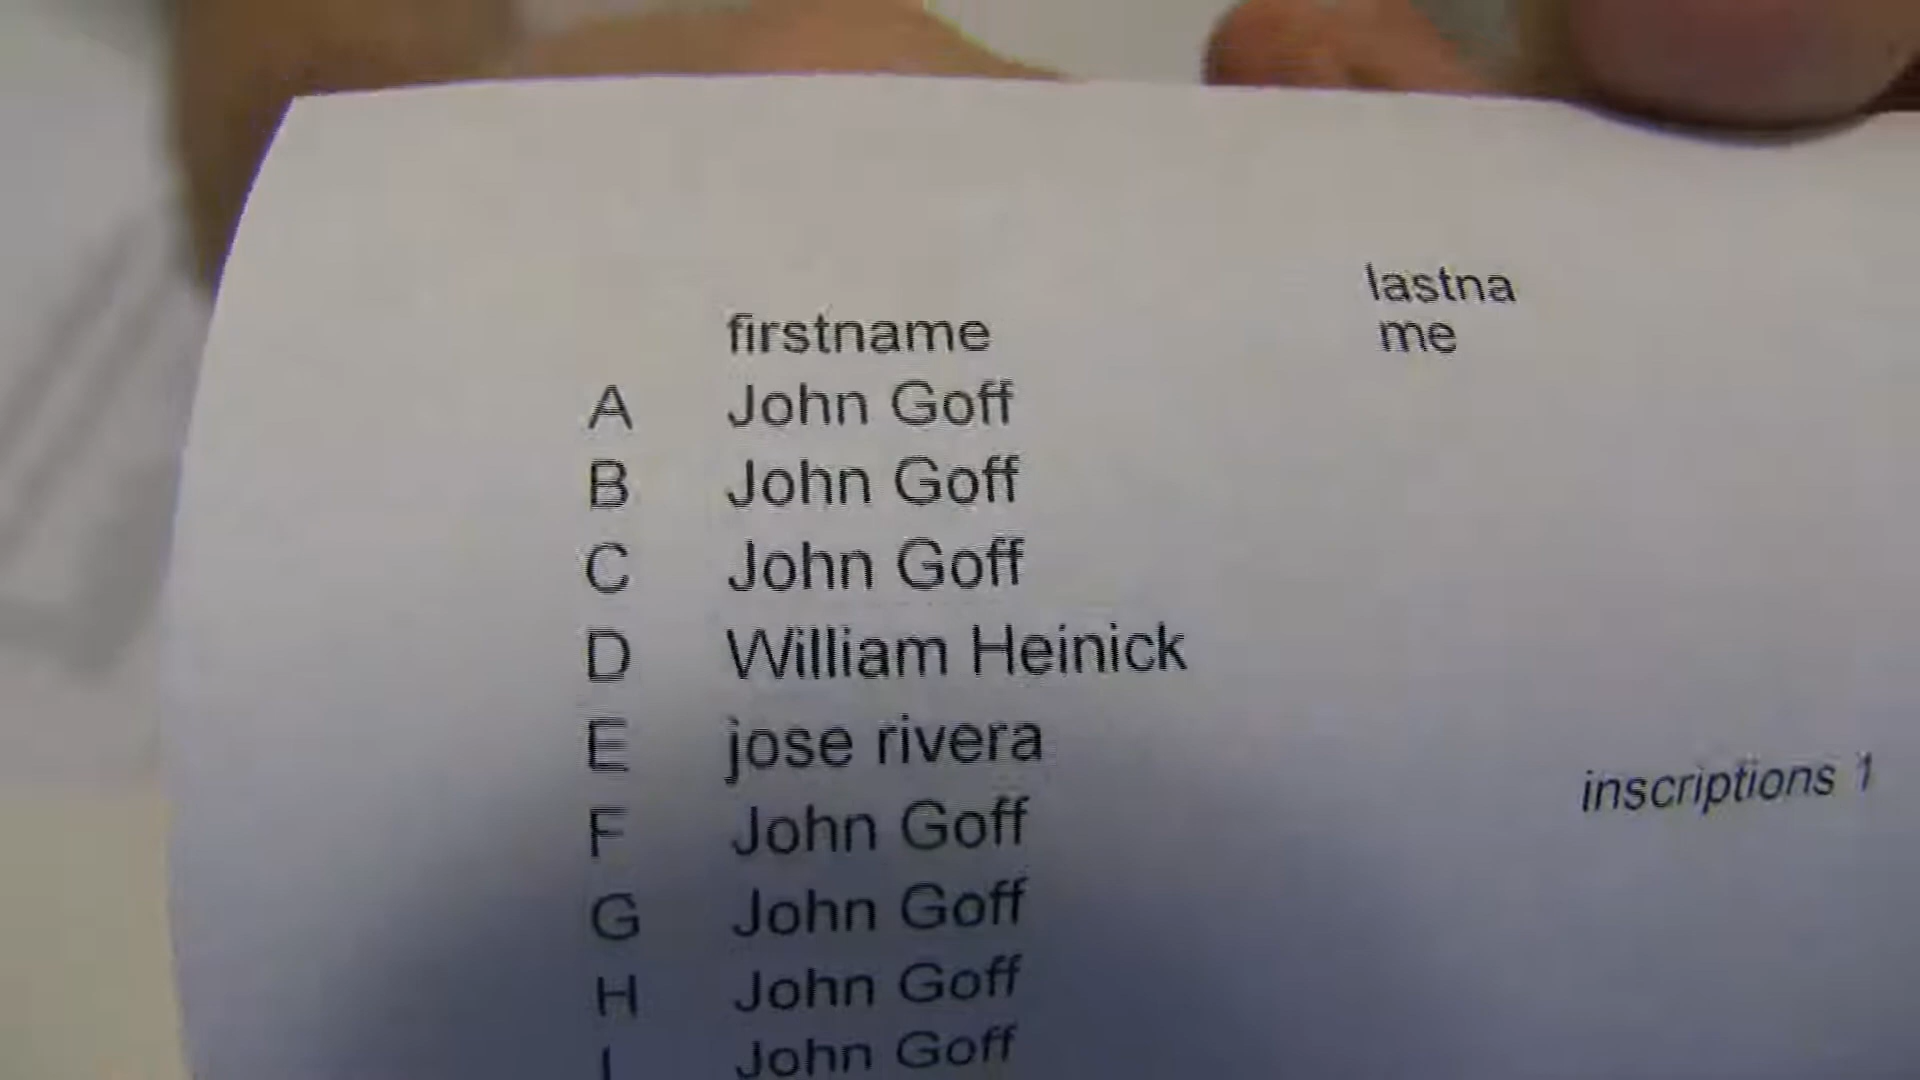 firstname lastna
me
A John Goff
B John Goff
C John Goff
D William Heinick
E jose rivera
inscriptions 1
F John Goff
G John Goff
H John Goff
I John Goff